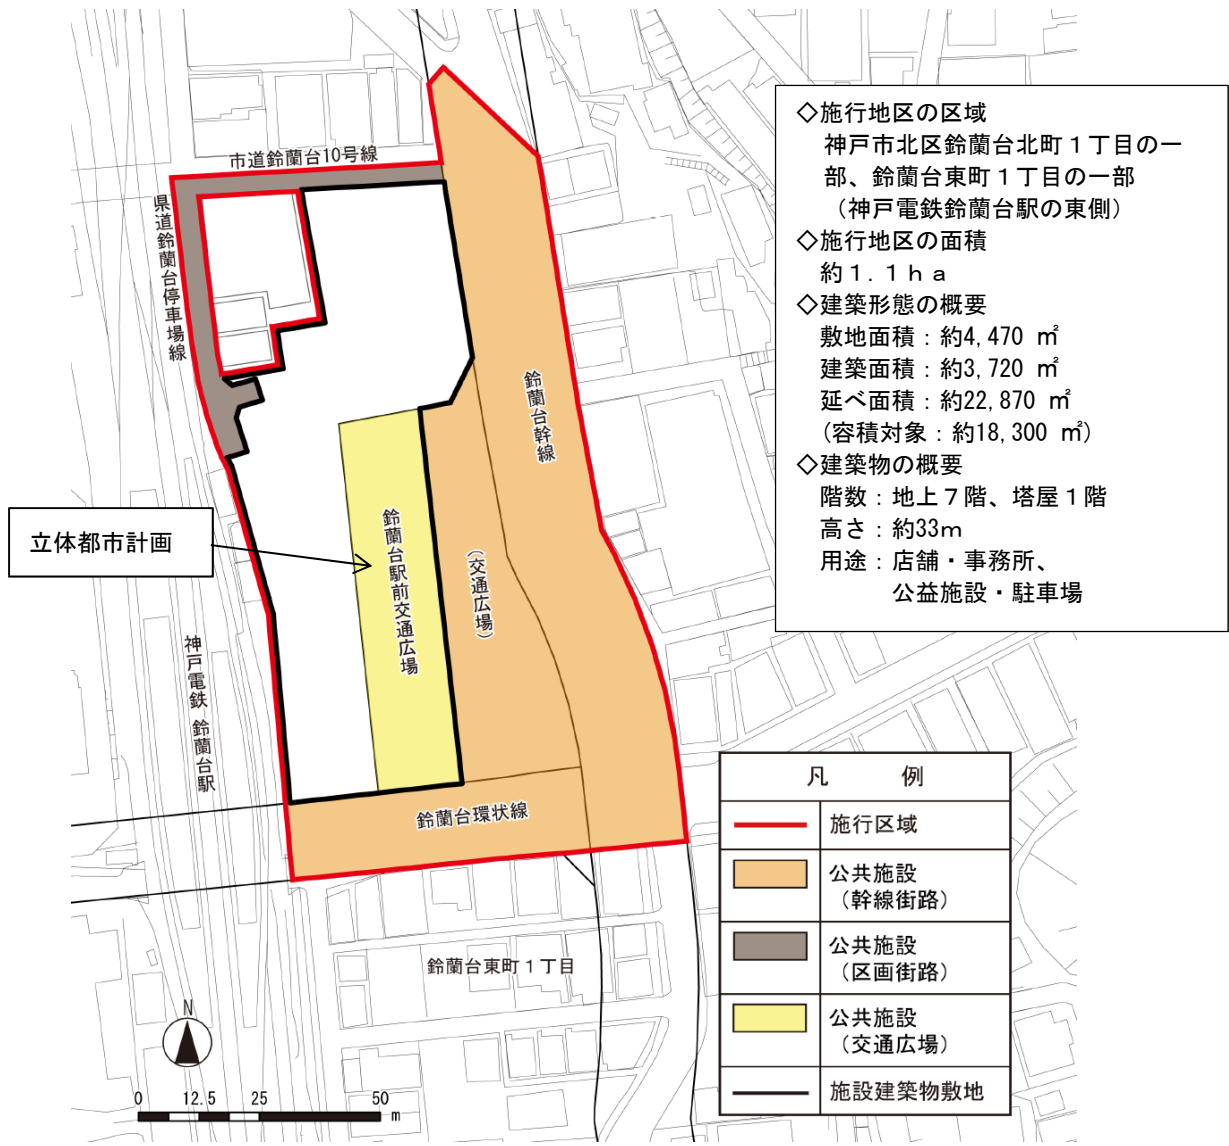 市道鈴蘭台10号線
県道鈴蘭台停車場線
鈴蘭台幹線
(交通広場)
鈴蘭台駅前交通広場
立体都市計画
神戸電鉄 鈴蘭台駅
鈴蘭台環状線
鈴蘭台東町1丁目
N
0 12.5 25 50
m
◇施行地区の区域
神戸市北区鈴蘭台北町1丁目の一
部、鈴蘭台東町1丁目の一部
(神戸電鉄鈴蘭台駅の東側)
◇施行地区の面積
約1.1ha
◇建築形態の概要
敷地面積:約4,470 ㎡
建築面積:約3,720 ㎡
延べ面積:約22,870 ㎡
(容積対象:約18,300 ㎡)
◇建築物の概要
階数:地上7階、塔屋1階
高さ:約33m
用途:店舗・事務所、
公益施設・駐車場
凡 例
施行区域
公共施設
(幹線街路)
公共施設
(区画街路)
公共施設
(交通広場)
施設建築物敷地